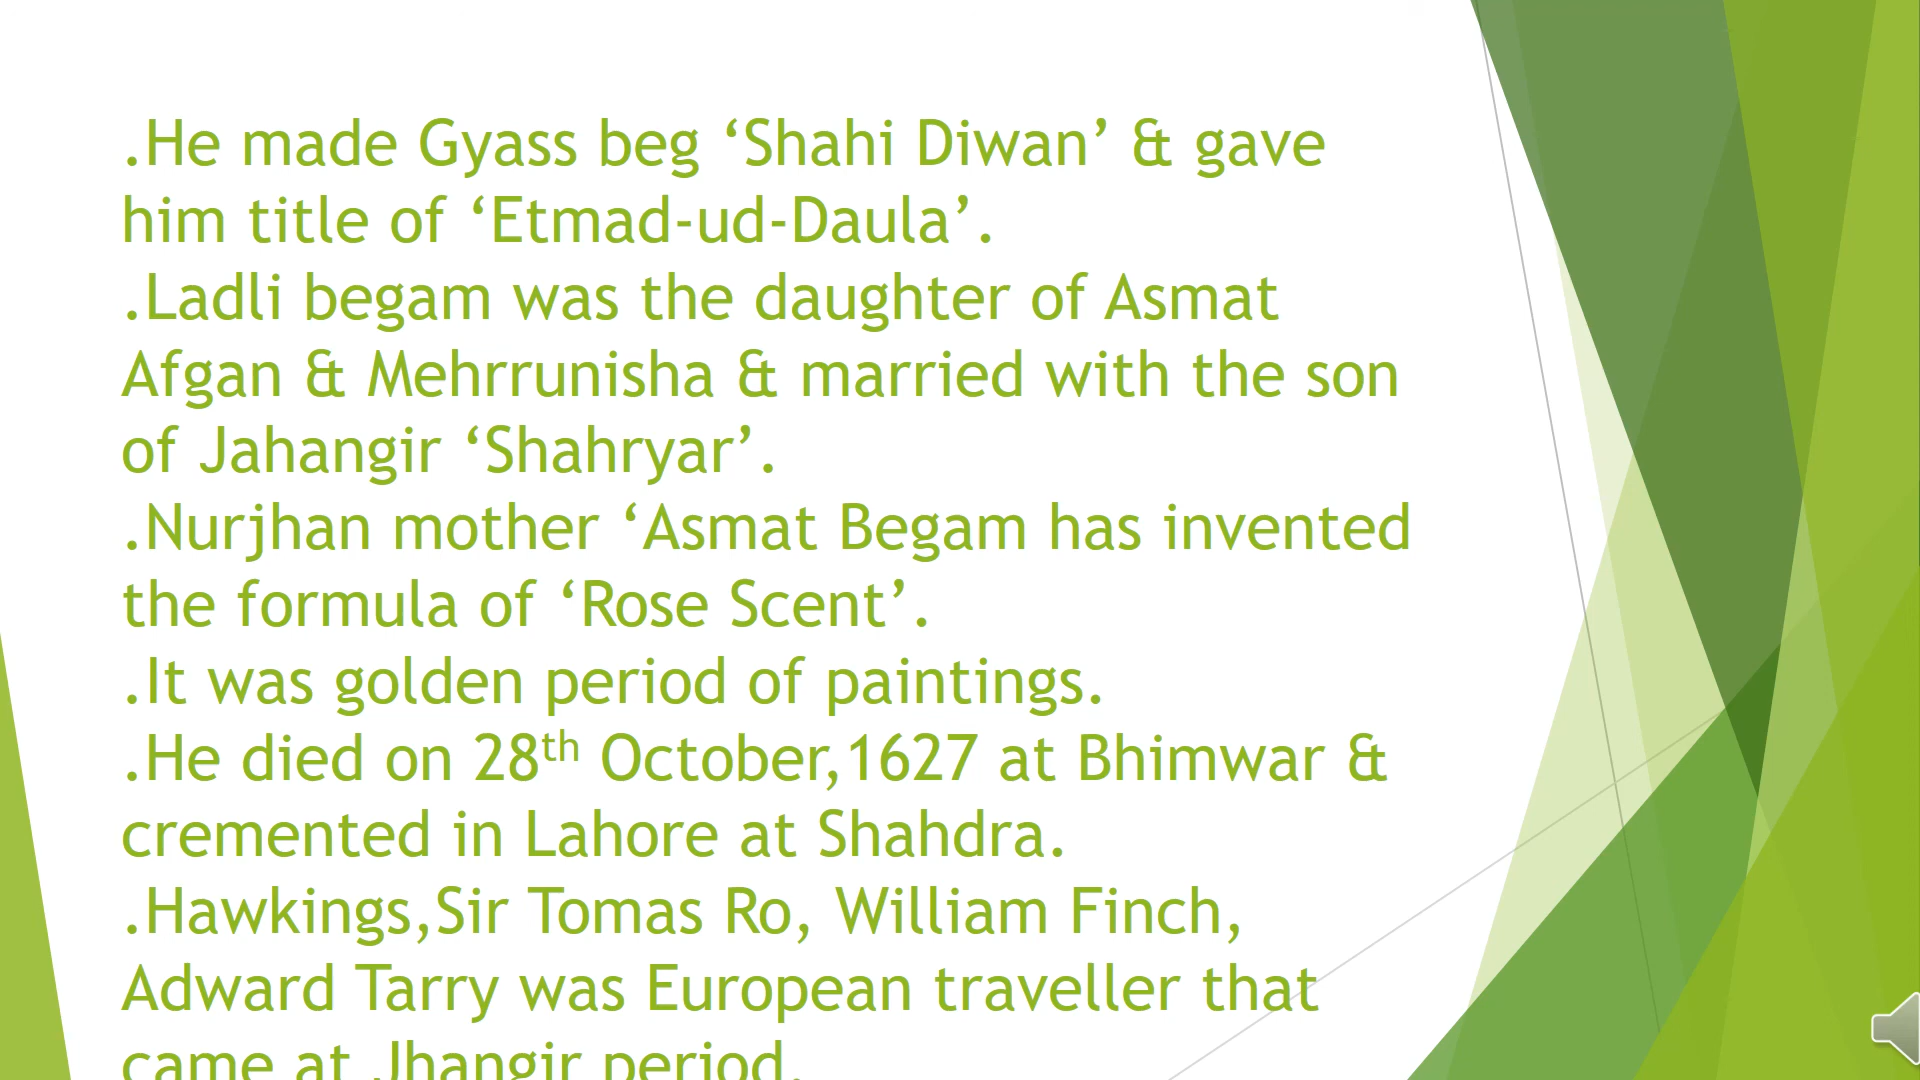 .He made Gyass beg ‘Shahi Diwan’ & gave
him title of ‘Etmad-ud-Daula’.
.Ladli begam was the daughter of Asmat
Afgan & Mehrrunisha & married with the son
of Jahangir ‘Shahryar’.
.Nurjhan mother ‘Asmat Begam has invented
the formula of ‘Rose Scent’.
.It was golden period of paintings.
.He died on 28th October,1627 at Bhimwar &
cremented in Lahore at Shahdra.
.Hawkings,Sir Tomas Ro, William Finch,
Adward Tarry was European traveller that
came at Jhangir period.